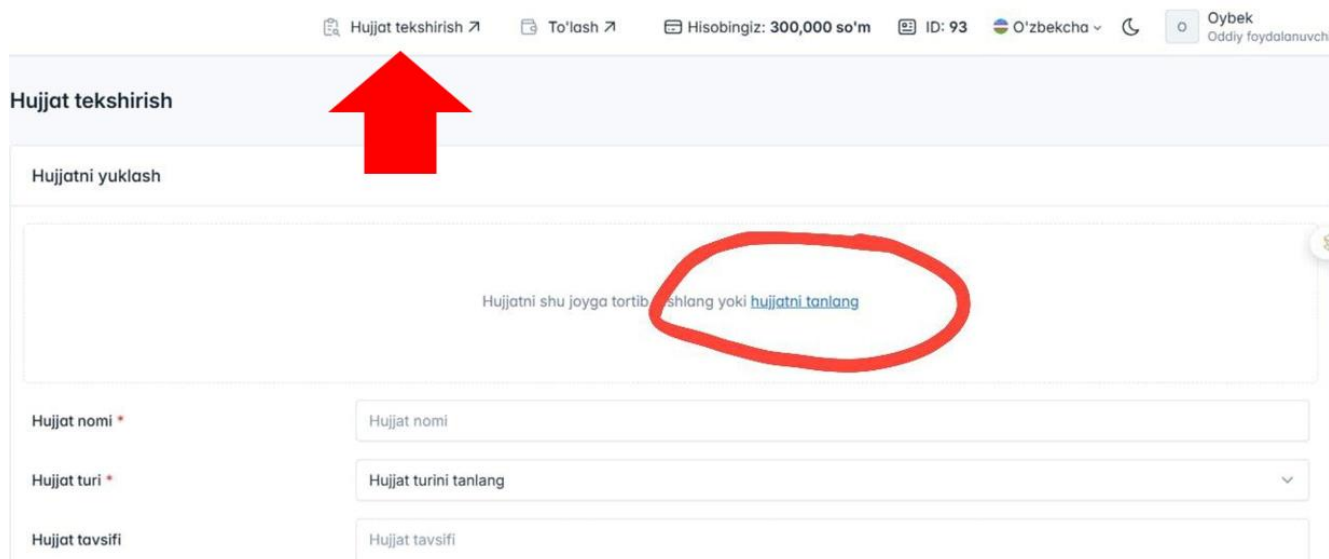 Hujjat tekshirish To'lash Hisobingiz: 300,000 so'm ID: 93 O'zbekcha Oybek
Oddiy foydalanuvchi
Hujjat tekshirish
Hujjatni yuklash
Hujjatni shu joyga tortib shlang yoki hujjatni tanlang
Hujjat nomi * Hujjat nomi
Hujjat turi * Hujjat turini tanlang
Hujjat tavsifi Hujjat tavsifi